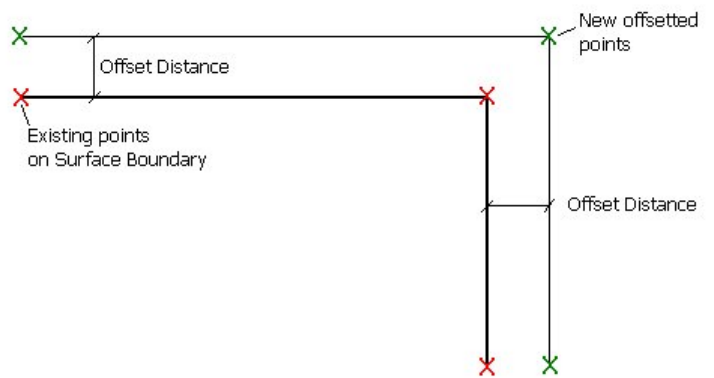 New offsetted
points
Offset Distance
Existing points
on Surface Boundary
Offset Distance